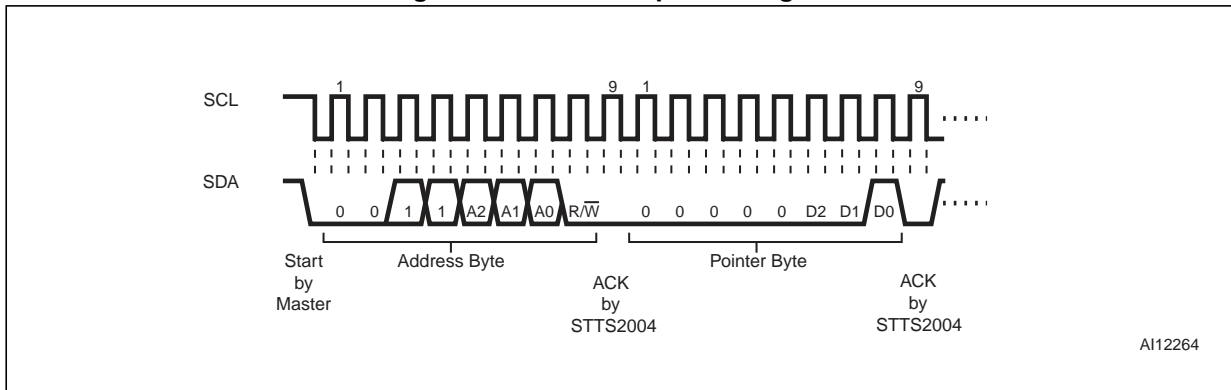 SCL
1
9
1
9
SDA
0 0 1 1 A2 A1 A0 R/W 0 0 0 0 0 D2 D1 D0
Start
by
Master
Address Byte
ACK
by
STTS2004
Pointer Byte
ACK
by
STTS2004
AI12264